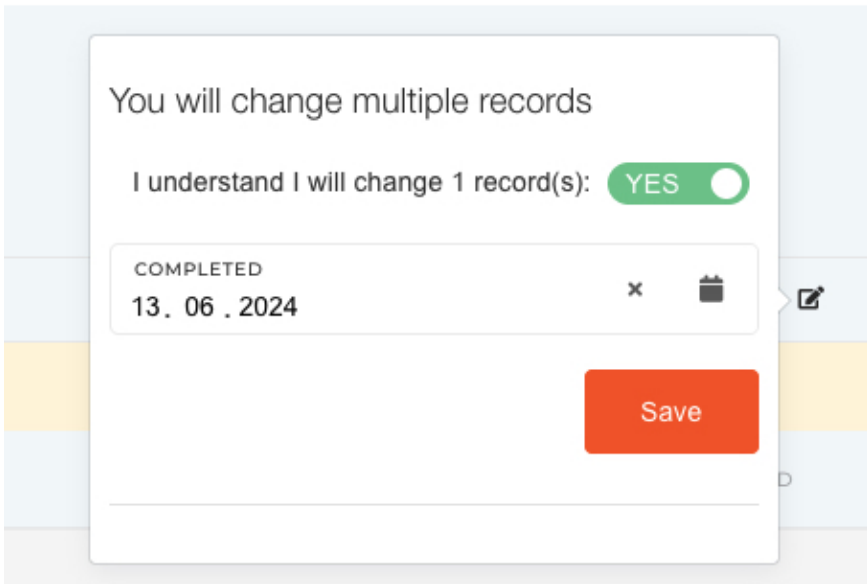 You will change multiple records
I understand I will change 1 record(s): YES
COMPLETED
13. 06 . 2024
Save